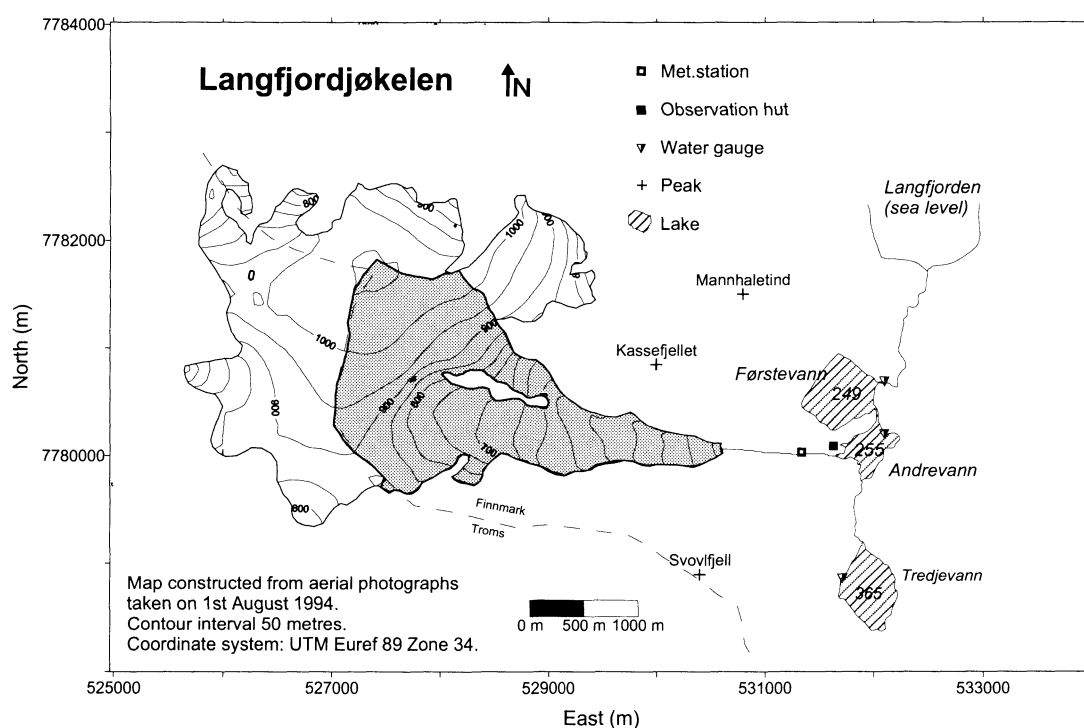 7784000
7782000
7780000
North (m)
Langfjordjøkelen
N
Met.station
Observation hut
Water gauge
Peak
Lake
Langfjorden
(sea level)
Mannhaletind
Kassefjellet
Førstevann
249
255
Andrevann
Tredjevann
365
Svovlfjell
Finnmark
Troms
800
900
1000
1000
900
900
800
700
900
800
Map constructed from aerial photographs
taken on 1st August 1994.
Contour interval 50 metres.
Coordinate system: UTM Euref 89 Zone 34.
0 m 500 m 1000 m
525000 527000 529000 531000 533000
East (m)